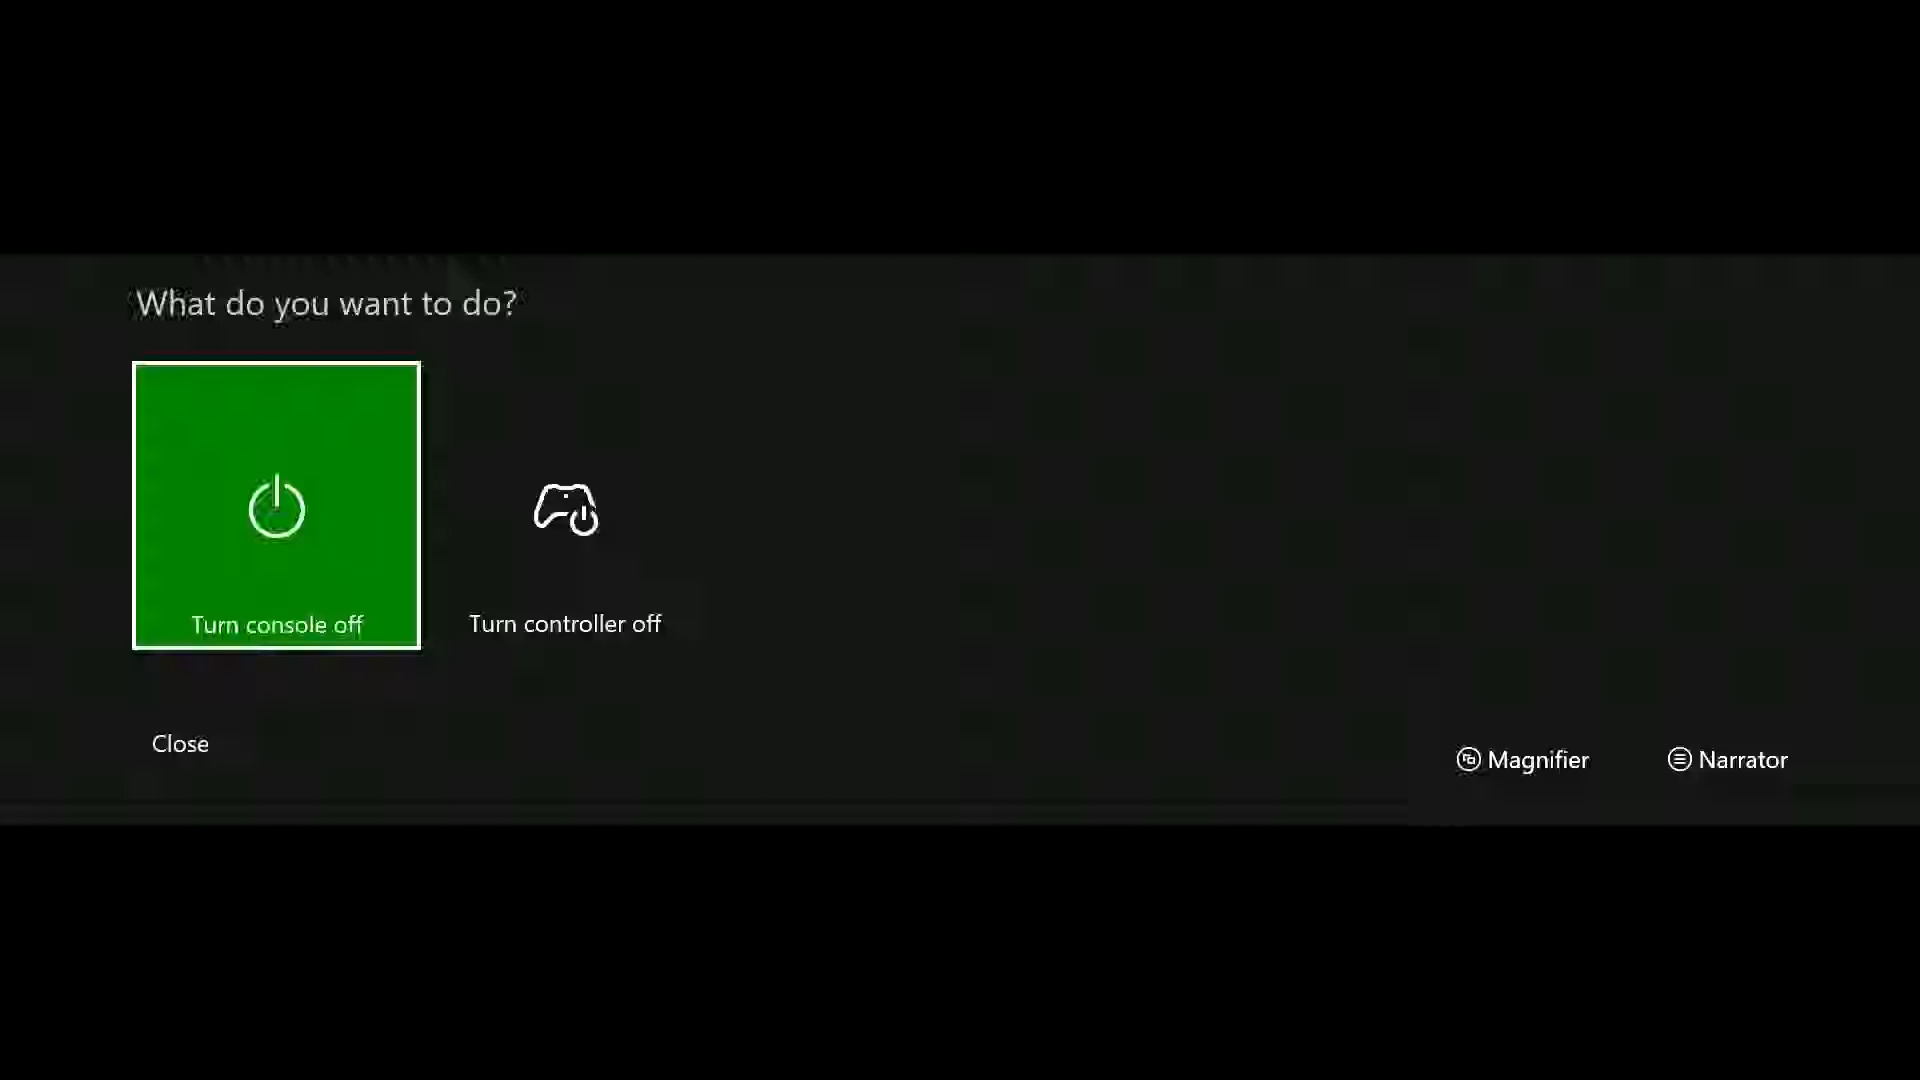 What do you want to do?
Turn console off
Turn controller off
Close
Magnifier
Narrator